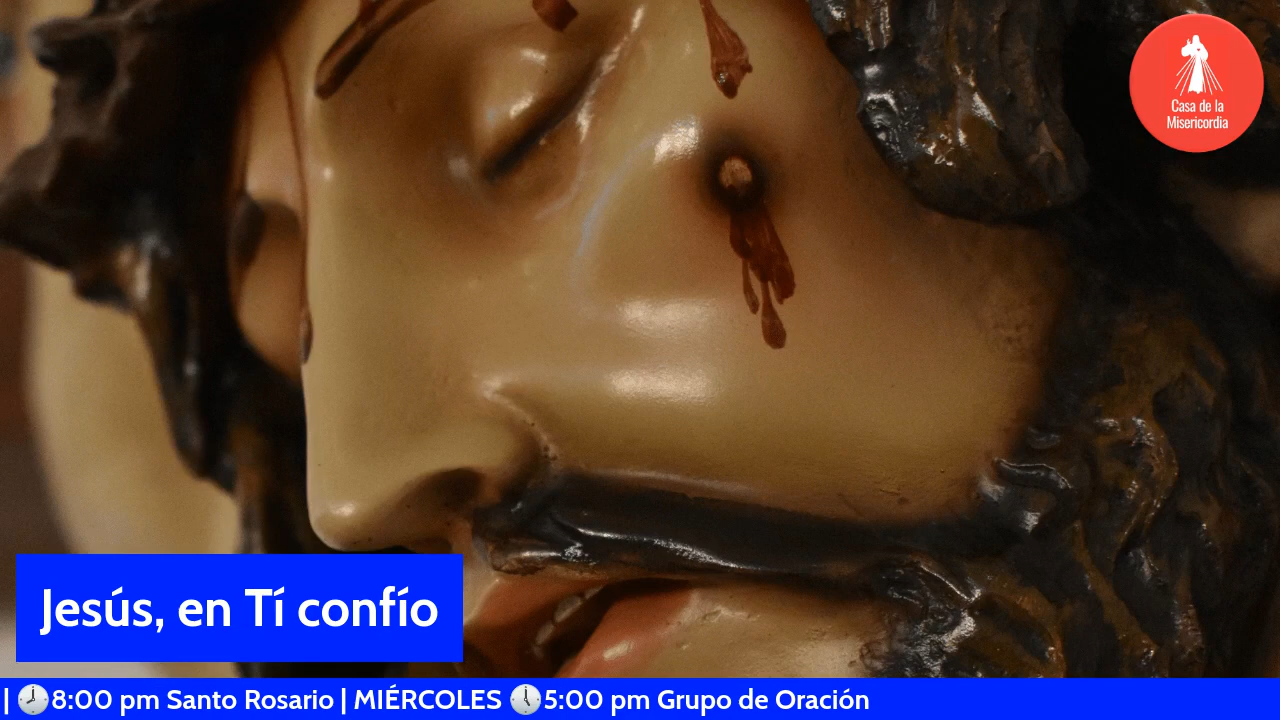 Casa de la
Misericordia
Jesús, en Tí confío
| 🕗8:00 pm Santo Rosario | MIÉRCOLES 🕔5:00 pm Grupo de Oración